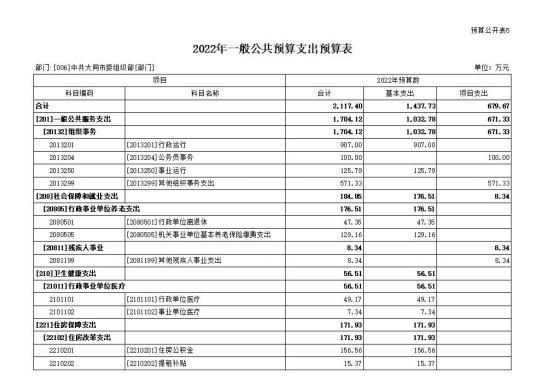 预算公开表5
2022年一般公共预算支出预算表
部门:[006]中共大同市委组织部[部门] 单位:万元
项目 2022年预算数
科目编码 科目名称 合计 基本支出 项目支出
合计 2,117.40 1,437.73 679.67
[201]一般公共服务支出 1,704.12 1,032.78 671.33
[20132]组织事务 1,704.12 1,032.78 671.33
2013201 [2013201]行政运行 907.00 907.00
2013204 [2013204]公务员事务 100.00 100.00
2013250 [2013250]事业运行 125.79 125.79
2013299 [2013299]其他组织事务支出 571.33 571.33
[208]社会保障和就业支出 184.85 176.51 8.34
[20805]行政事业单位养老支出 176.51 176.51
2080501 [2080501]行政单位离退休 47.35 47.35
2080505 [2080505]机关事业单位基本养老保险缴费支出 129.16 129.16
[20811]残疾人事业 8.34 8.34
2081199 [2081199]其他残疾人事业支出 8.34 8.34
[210]卫生健康支出 56.51 56.51
[21011]行政事业单位医疗 56.51 56.51
2101101 [2101101]行政单位医疗 49.17 49.17
2101102 [2101102]事业单位医疗 7.34 7.34
[221]住房保障支出 171.93 171.93
[22102]住房改革支出 171.93 171.93
2210201 [2210201]住房公积金 156.56 156.56
2210202 [2210202]提租补贴 15.37 15.37